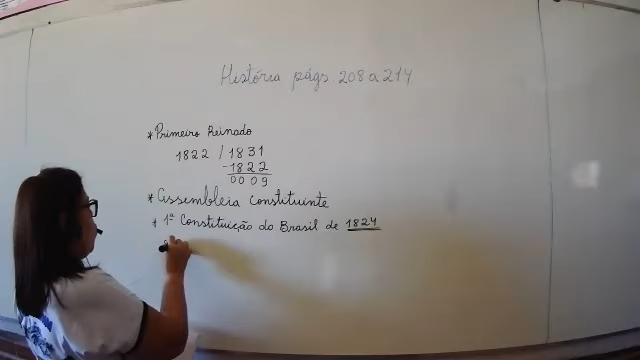 História págs 208 a 214
* Primeiro Reinado
1822 / 1831
- 1822
0009
* Assembleia Constituinte
* 1ª Constituição do Brasil de 1824